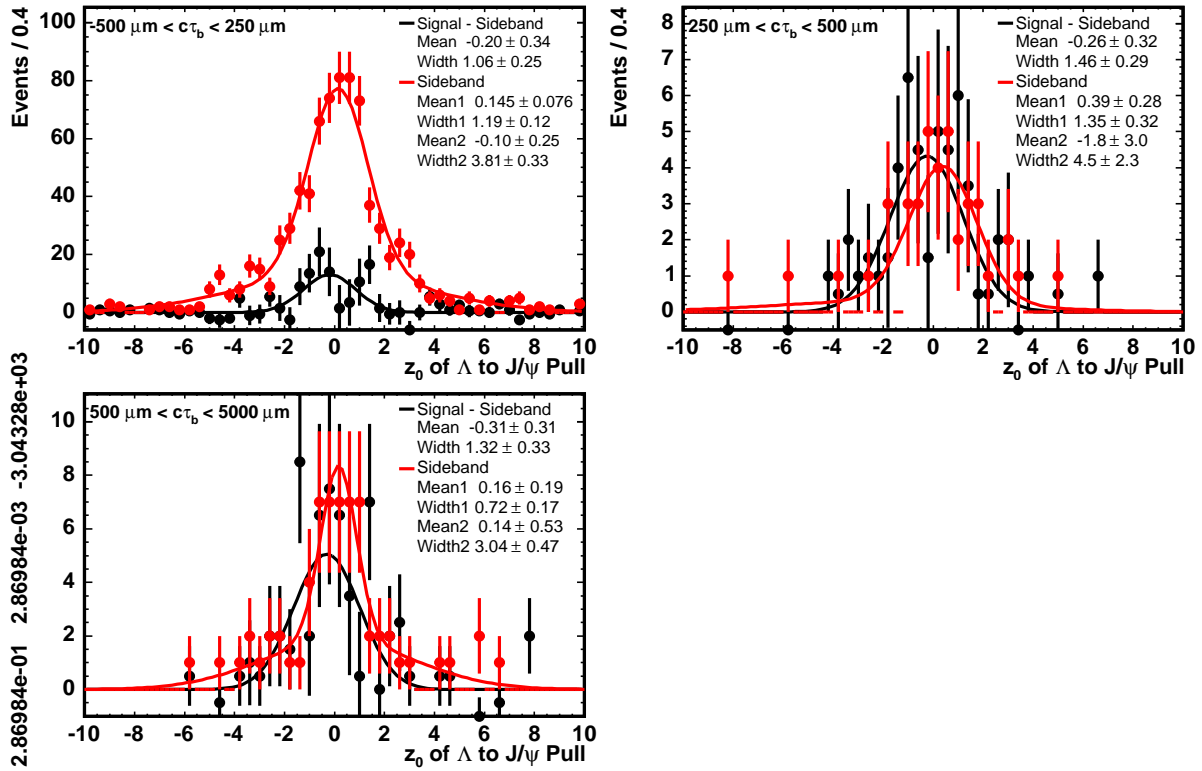 Events / 0.4
-500 μm < cτb < 250 μm
Signal - Sideband
Mean -0.20 ± 0.34
Width 1.06 ± 0.25
Sideband
Mean1 0.145 ± 0.076
Width1 1.19 ± 0.12
Mean2 -0.10 ± 0.25
Width2 3.81 ± 0.33
100
80
60
40
20
0
-10 -8 -6 -4 -2 0 2 4 6 8 10
z0 of Λ to J/ψ Pull
Events / 0.4
250 μm < cτb < 500 μm
Signal - Sideband
Mean -0.26 ± 0.32
Width 1.46 ± 0.29
Sideband
Mean1 0.39 ± 0.28
Width1 1.35 ± 0.32
Mean2 -1.8 ± 3.0
Width2 4.5 ± 2.3
8
7
6
5
4
3
2
1
0
-10 -8 -6 -4 -2 0 2 4 6 8 10
z0 of Λ to J/ψ Pull
2.86984e-01 2.86984e-03 -3.04328e+03
500 μm < cτb < 5000 μm
Signal - Sideband
Mean -0.31 ± 0.31
Width 1.32 ± 0.33
Sideband
Mean1 0.16 ± 0.19
Width1 0.72 ± 0.17
Mean2 0.14 ± 0.53
Width2 3.04 ± 0.47
10
8
6
4
2
0
-10 -8 -6 -4 -2 0 2 4 6 8 10
z0 of Λ to J/ψ Pull